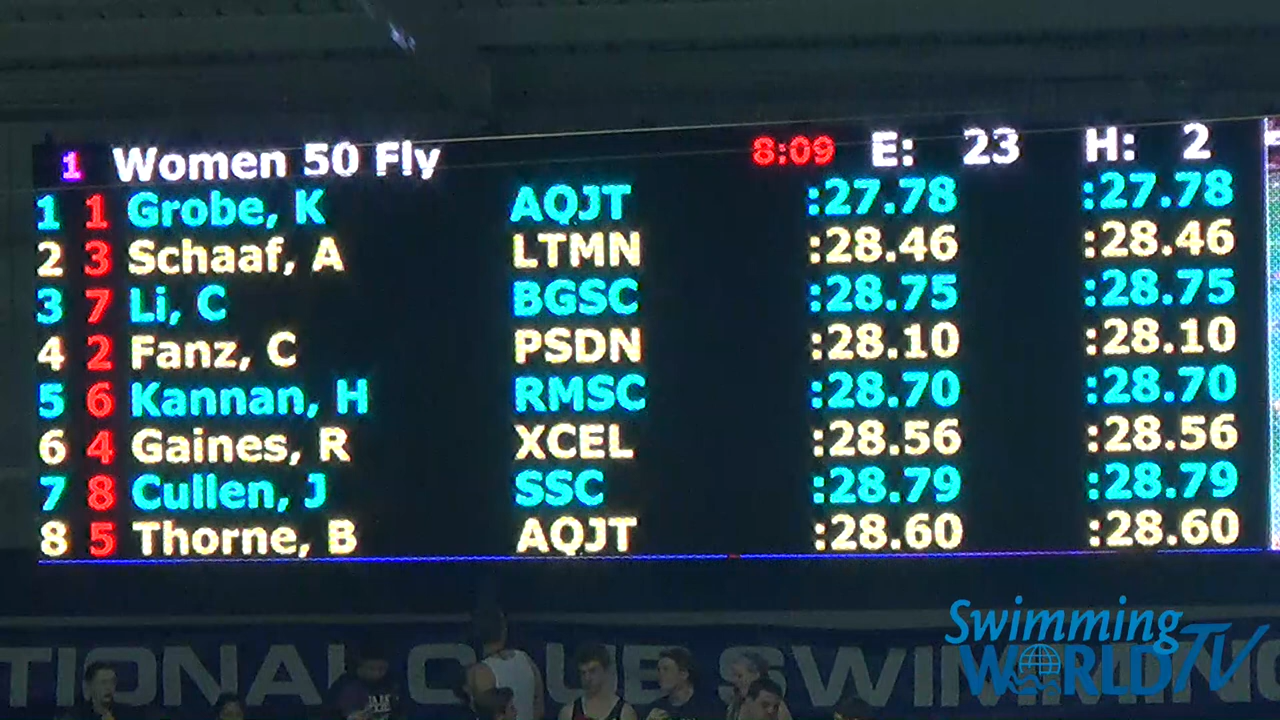 1 Women 50 Fly 8:09 E: 23 H: 2
1 1 Grobe, K AQJT :27.78 :27.78
2 3 Schaaf, A LTMN :28.46 :28.46
3 7 Li, C BGSC :28.75 :28.75
4 2 Fanz, C PSDN :28.10 :28.10
5 6 Kannan, H RMSC :28.70 :28.70
6 4 Gaines, R XCEL :28.56 :28.56
7 8 Cullen, J SSC :28.79 :28.79
8 5 Thorne, B AQJT :28.60 :28.60
TIONAL CLUB SWIMMING
Swimming
WORLD TV